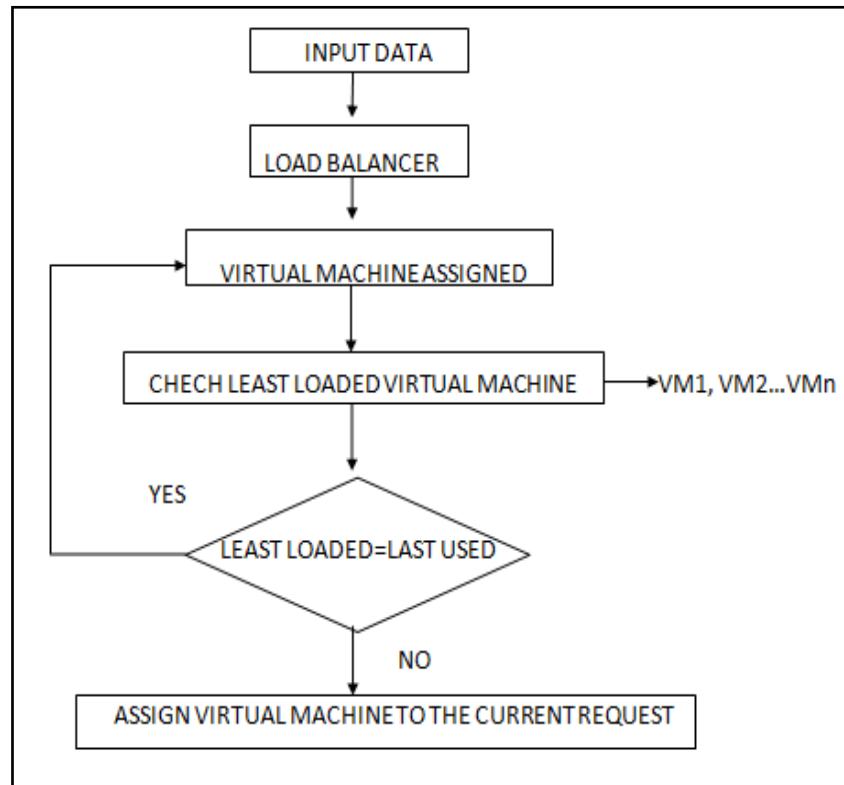 INPUT DATA
LOAD BALANCER
VIRTUAL MACHINE ASSIGNED
CHECH LEAST LOADED VIRTUAL MACHINE
VM1, VM2...VMn
YES
LEAST LOADED=LAST USED
NO
ASSIGN VIRTUAL MACHINE TO THE CURRENT REQUEST